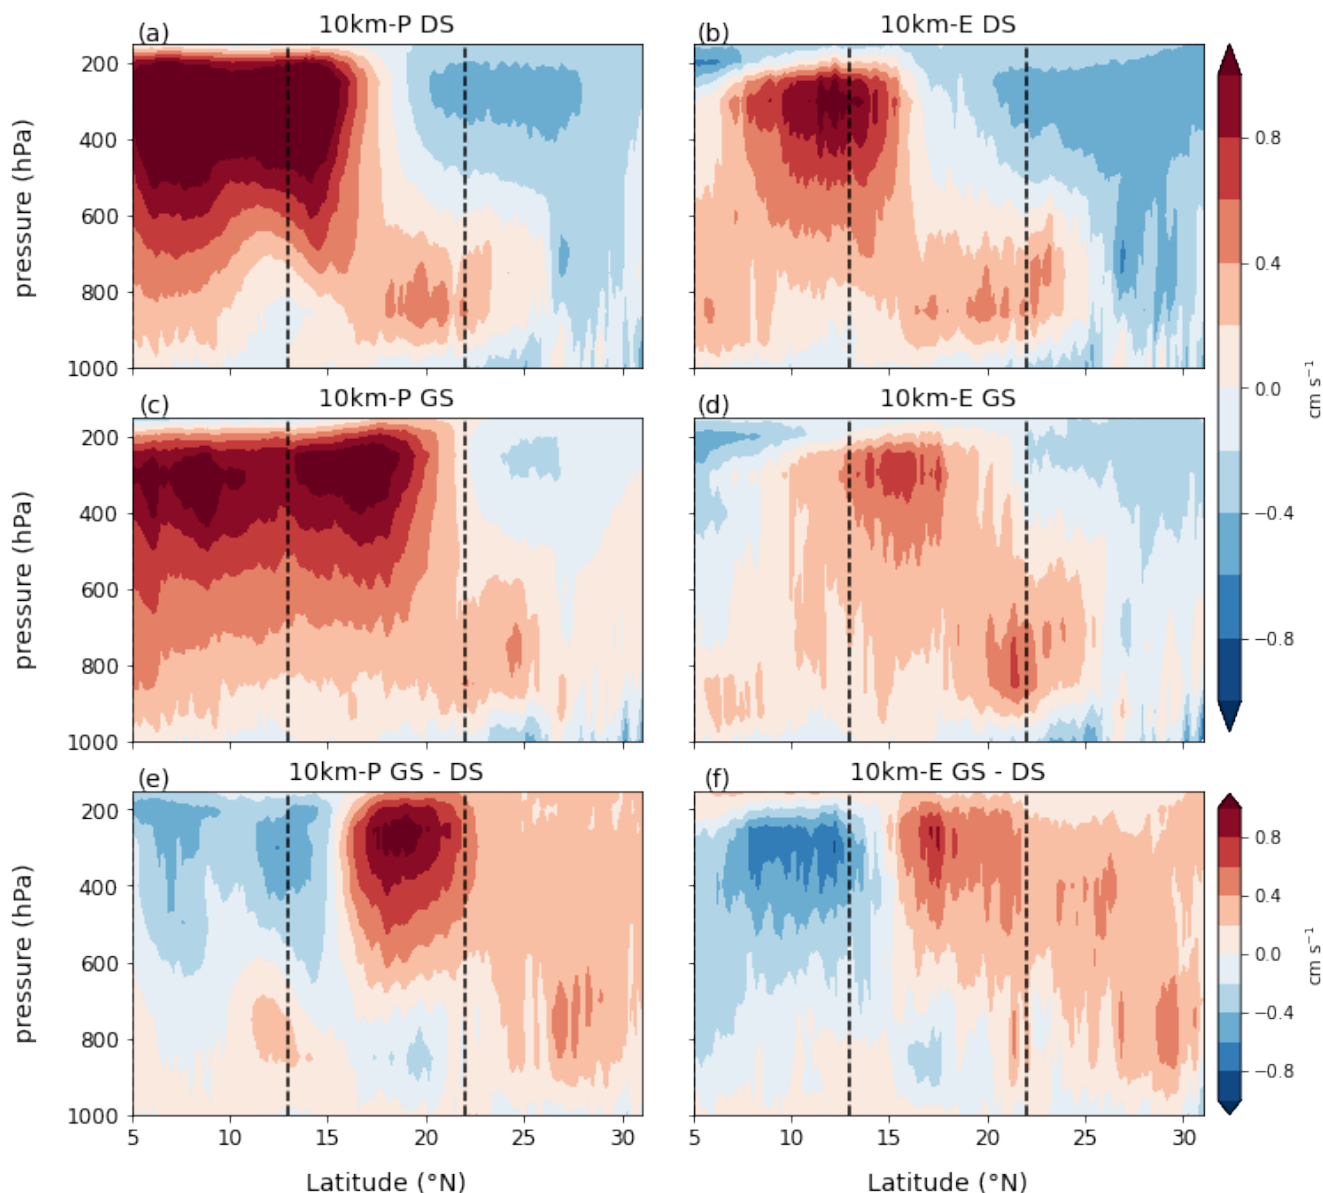 (a) 10km-P DS
(b) 10km-E DS
pressure (hPa)
200
400
600
800
1000
0.8
0.4
0.0
−0.4
−0.8
cm s⁻¹
(c) 10km-P GS
(d) 10km-E GS
pressure (hPa)
200
400
600
800
1000
(e) 10km-P GS - DS
(f) 10km-E GS - DS
pressure (hPa)
200
400
600
800
1000
0.8
0.4
0.0
−0.4
−0.8
cm s⁻¹
5 10 15 20 25 30
5 10 15 20 25 30
Latitude (°N)
Latitude (°N)